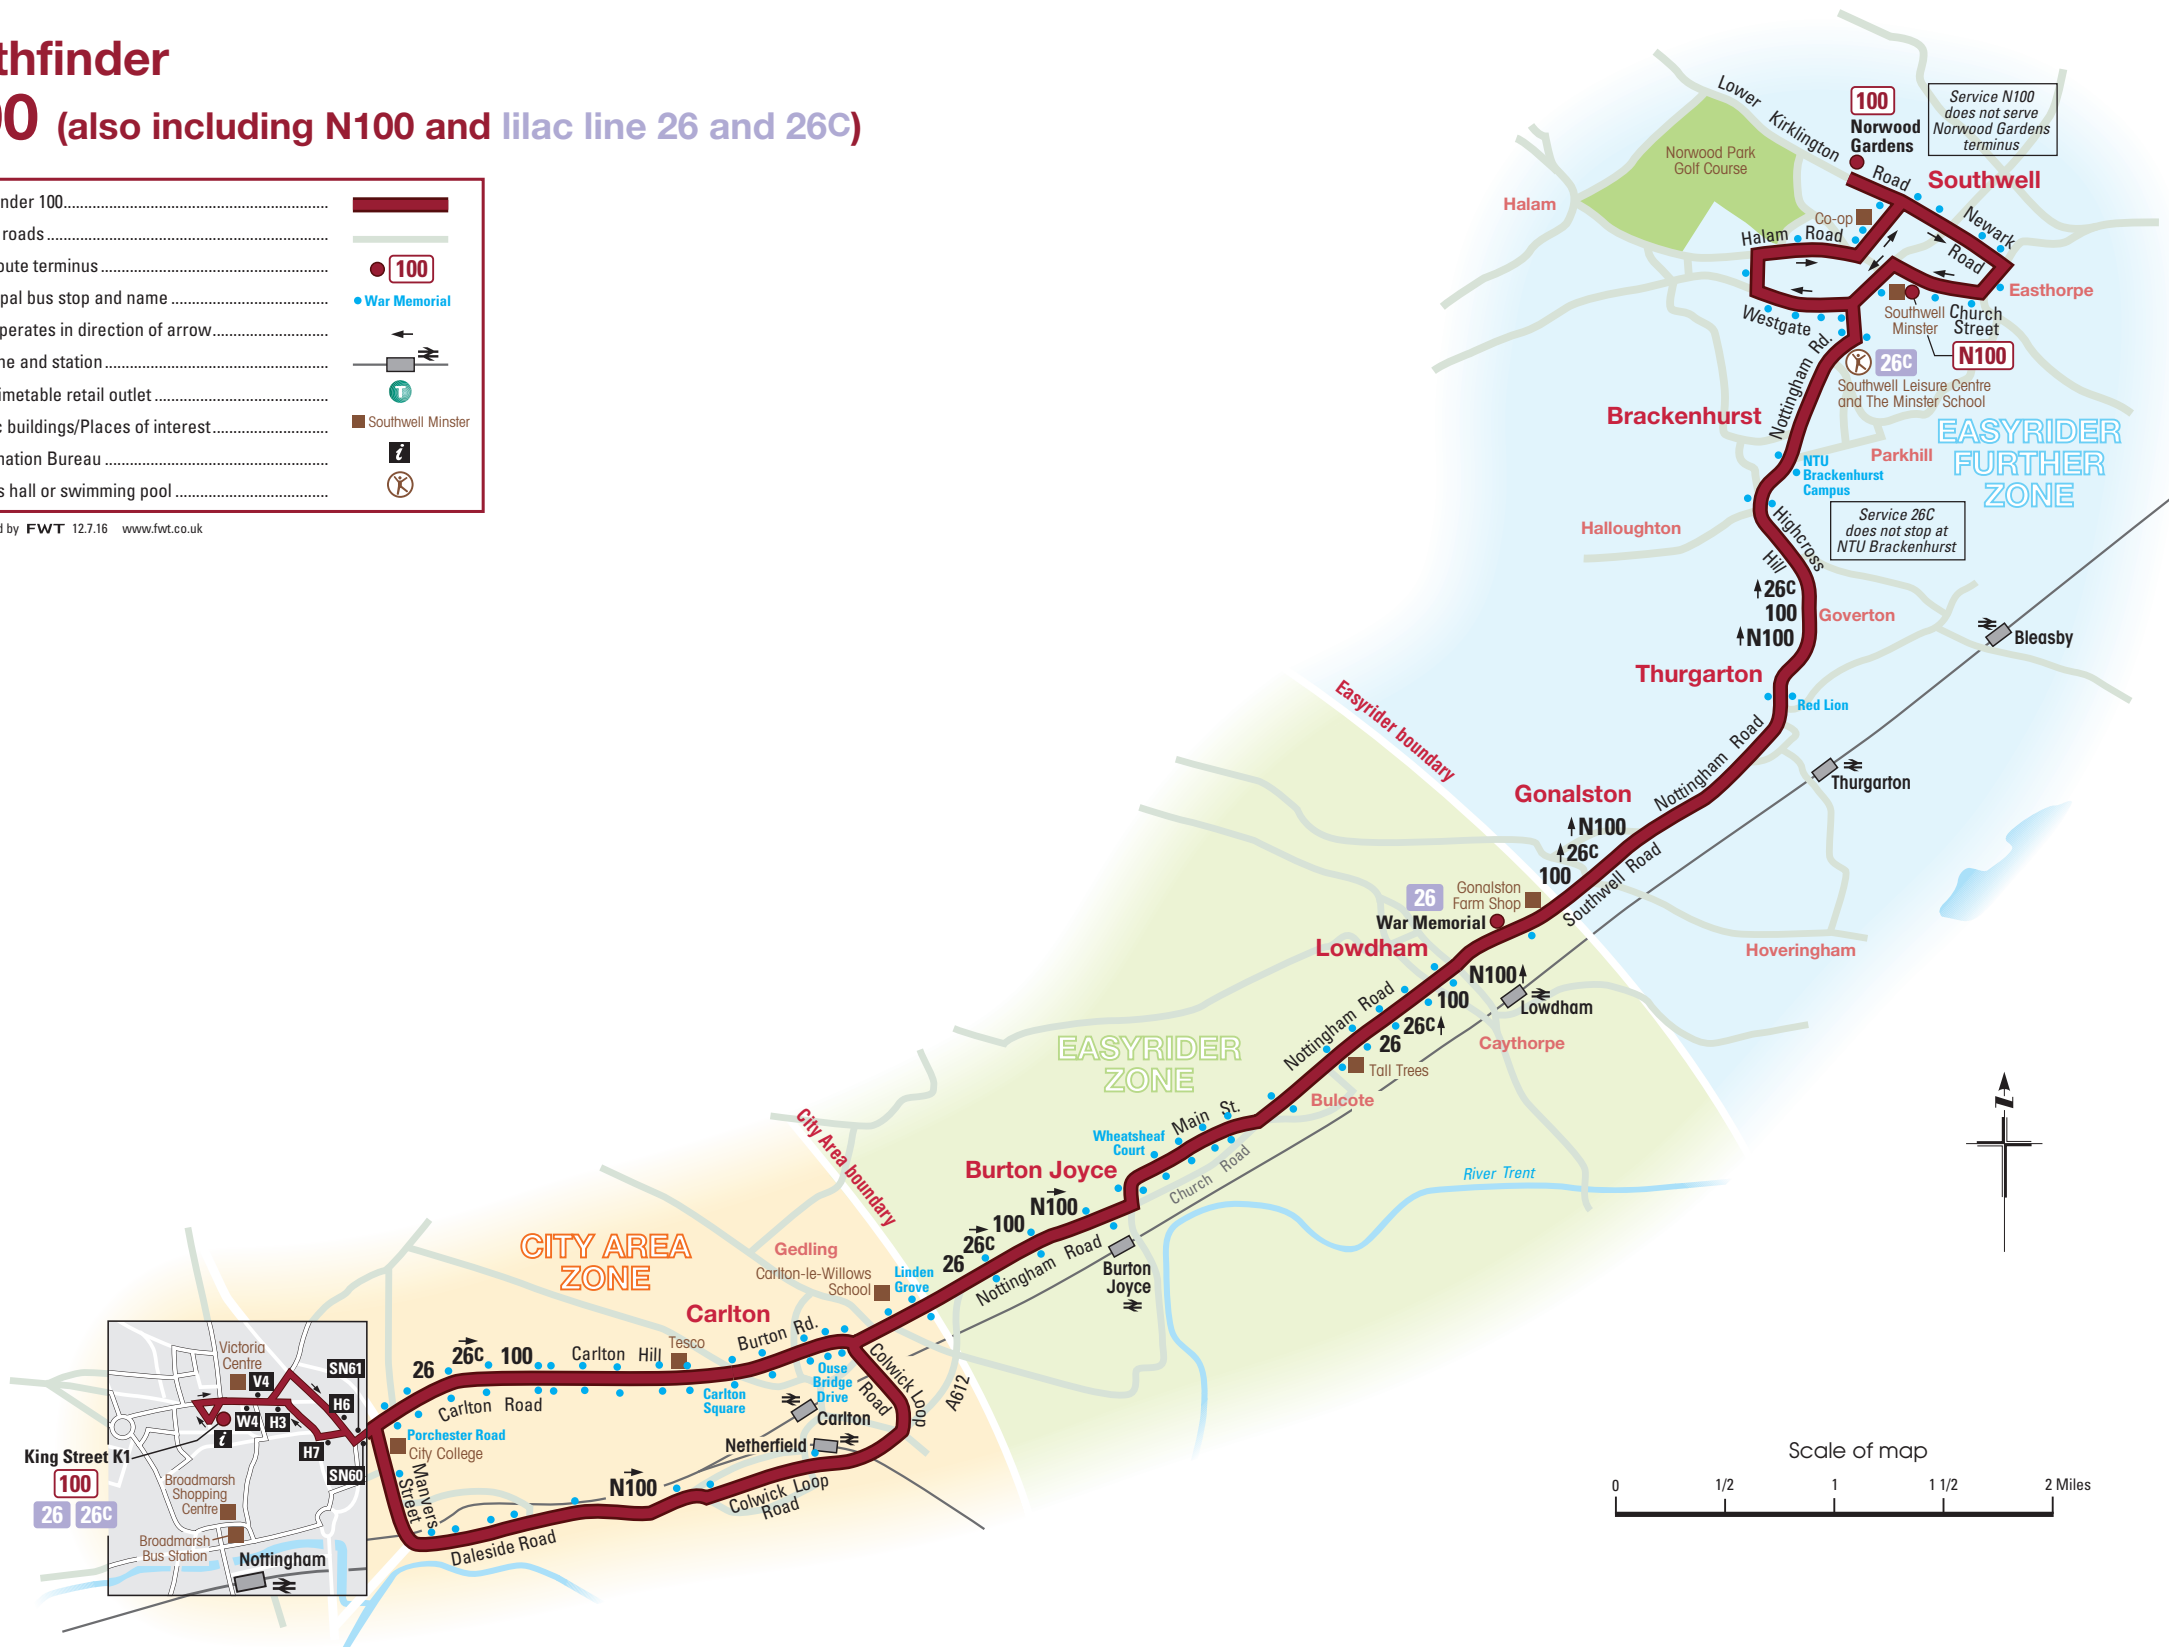 thfinder
00 (also including N100 and lilac line 26 and 26C)
nder 100
roads
oute terminus
100
pal bus stop and name
War Memorial
perates in direction of arrow
ne and station
imetable retail outlet
T
c buildings/Places of interest
Southwell Minster
mation Bureau
i
s hall or swimming pool
d by FWT 12.7.16 www.fwt.co.uk
Lower Kirklington Road
100
Norwood
Gardens
Service N100
does not serve
Norwood Gardens
terminus
Norwood Park
Golf Course
Southwell
Halam
Co-op
Newark Road
Halam Road
Easthorpe
Westgate
Southwell
Minster
Church
Street
N100
Nottingham Rd.
26C
Southwell Leisure Centre
and The Minster School
Brackenhurst
EASYRIDER
FURTHER
ZONE
Parkhill
NTU
Brackenhurst
Campus
Halloughton
Service 26C
does not stop at
NTU Brackenhurst
Highcross
Hill
26C
100
N100
Goverton
Bleasby
Thurgarton
Red Lion
Easyrider boundary
Nottingham Road
Thurgarton
Gonalston
N100
26C
100
Southwell Road
26
Gonalston
Farm Shop
War Memorial
Lowdham
Hoveringham
N100
100
26C
26
Lowdham
Nottingham Road
Caythorpe
EASYRIDER
ZONE
Tall Trees
Bulcote
Main St.
Wheatsheaf
Court
City Area boundary
Burton Joyce
Church Road
River Trent
N100
100
26C
26
Nottingham Road
CITY AREA
ZONE
Gedling
Carlton-le-Willows
School
Linden
Grove
Burton
Joyce
Carlton
Burton Rd.
Tesco
26
26C
100
Carlton Hill
Ouse
Bridge
Drive
Colwick Loop
Road
A612
Carlton Road
Carlton
Square
Carlton
Netherfield
Porchester Road
City College
Manvers
Street
N100
Colwick Loop
Road
Daleside Road
Victoria
Centre
V4
SN61
H6
W4
H3
i
H7
SN60
King Street K1
100
26
26C
Broadmarsh
Shopping
Centre
Broadmarsh
Bus Station
Nottingham
N
Scale of map
0
1/2
1
1 1/2
2 Miles